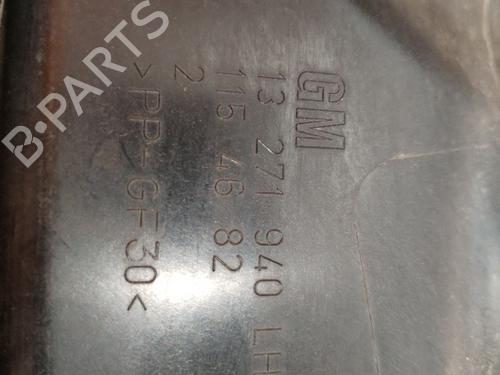 B-PARTS
GM
13 271 940 LH
115 46 82
2
>PP-GF30<